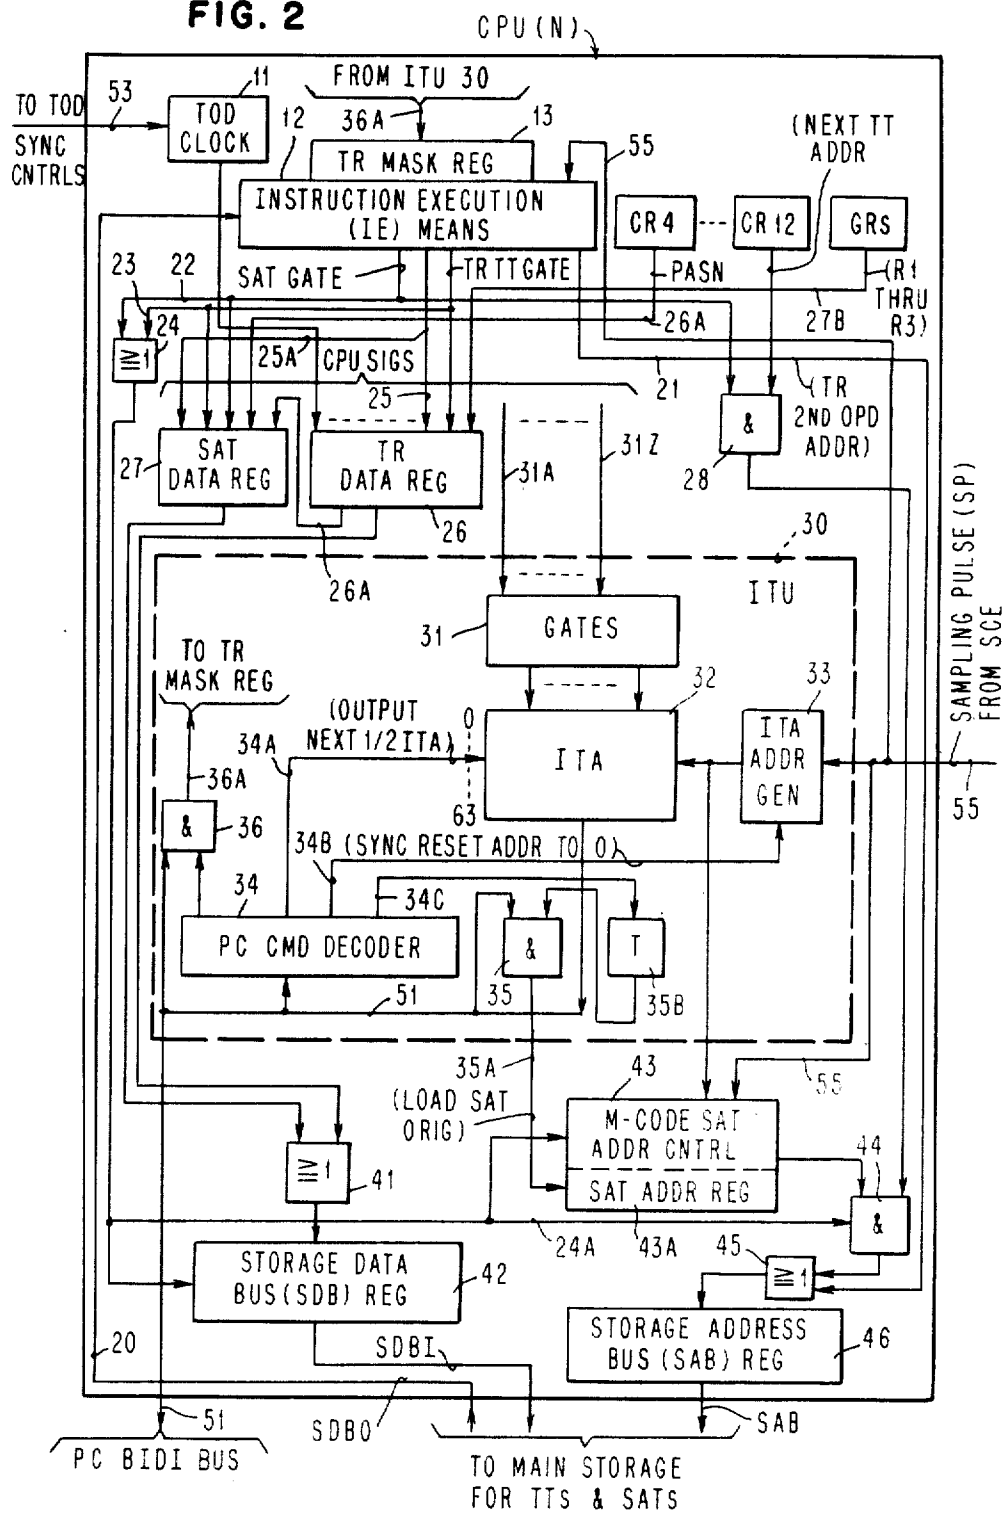 FIG. 2
CPU(N)
FROM ITU 30
TO TOD
53
SYNC
CNTRLS
11
TOD
CLOCK
12
36A
13
TR MASK REG
55
(NEXT TT
ADDR
INSTRUCTION EXECUTION
(IE) MEANS
CR4
CR12
GRS
SAT GATE
TR TT GATE
PASN
(R1
THRU
R3)
23
22
24
≥1
25A
26A
27B
CPU SIGS
25
21
(TR
2ND OPD
ADDR)
&
28
27
SAT
DATA REG
TR
DATA REG
26
26A
31A
31Z
30
ITU
SAMPLING PULSE (SP)
FROM SCE
31
GATES
TO TR
MASK REG
32
33
(OUTPUT
NEXT 1/2 ITA)
34A
0
63
ITA
ITA
ADDR
GEN
55
36A
&
36
34B
(SYNC RESET ADDR TO 0)
34
34C
PC CMD DECODER
&
35
T
35B
51
35A
43
55
(LOAD SAT
ORIG)
M-CODE SAT
ADDR CNTRL
SAT ADDR REG
44
≥1
41
&
24A
43A
45
≥1
STORAGE DATA
BUS(SDB) REG
42
STORAGE ADDRESS
BUS (SAB) REG
46
20
SDBI
51
SDBO
SAB
PC BIDI BUS
TO MAIN STORAGE
FOR TTs & SATs